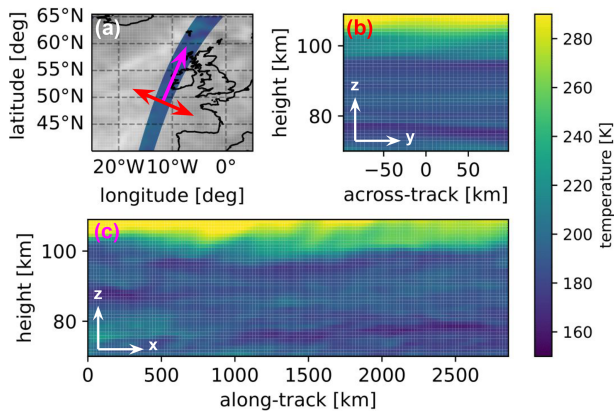 (a)
65°N
60°N
55°N
50°N
45°N
latitude [deg]
20°W 10°W 0°
longitude [deg]
(b)
100
80
height [km]
z
y
−50 0 50
across-track [km]
(c)
100
80
height [km]
z
x
0 500 1000 1500 2000 2500
along-track [km]
280
260
240
220
200
180
160
temperature [K]